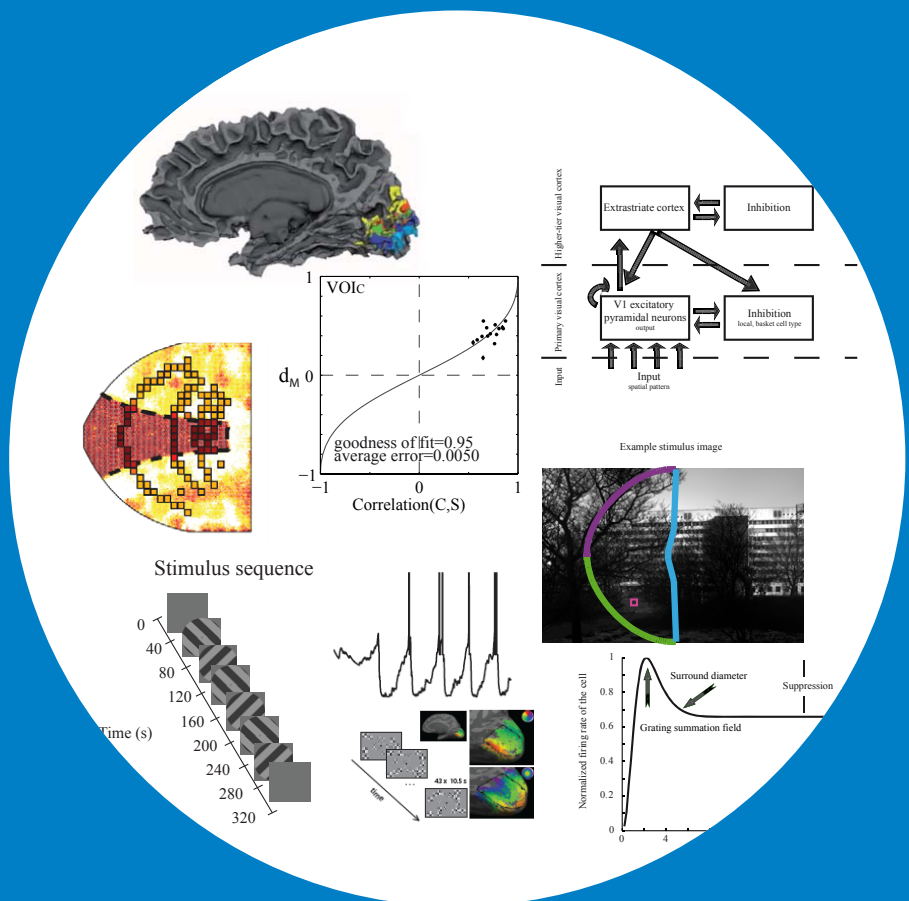 Higher-tier visual cortex
Extrastriate cortex
Inhibition
Primary visual cortex
V1 excitatory
pyramidal neurons
output
Inhibition
local, basket cell type
Input
Input
spatial pattern
1
VOIC
d_M
0
goodness of fit=0.95
average error=0.0050
−1
−1
0
1
Correlation(C,S)
Example stimulus image
Stimulus sequence
0
40
80
120
160
200
240
280
320
Time (s)
43 x 10.5 s
...
time
1
0.8
0.6
0.4
0.2
0
0
4
Normalized firing rate of the cell
Surround diameter
Suppression
Grating summation field